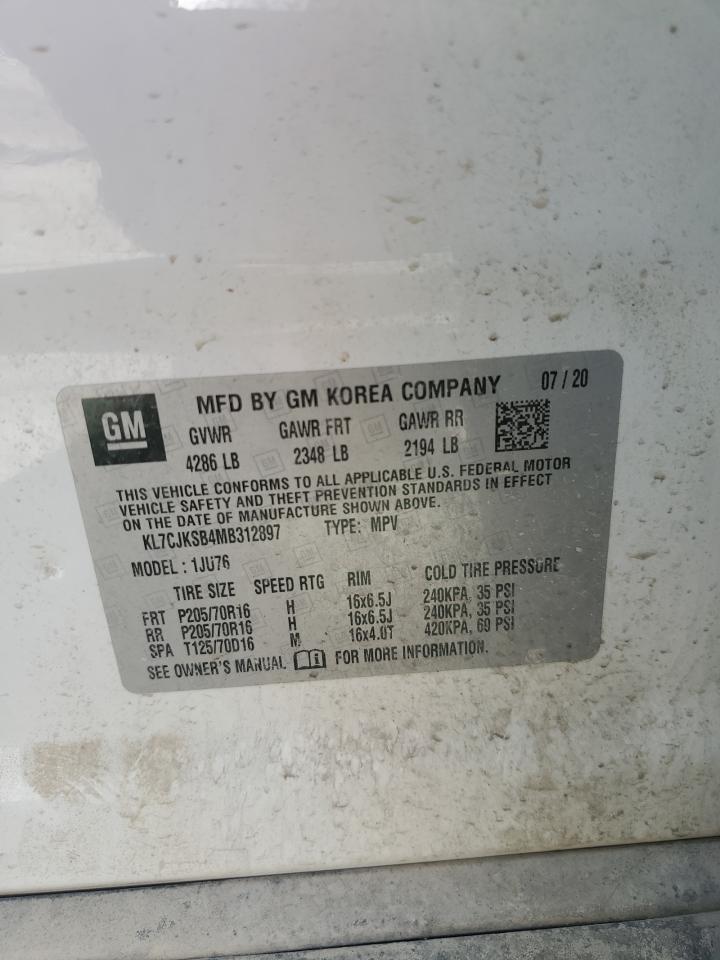 GM
MFD BY GM KOREA COMPANY 07 / 20
GVWR GAWR FRT GAWR RR
4286 LB 2348 LB 2194 LB
THIS VEHICLE CONFORMS TO ALL APPLICABLE U.S. FEDERAL MOTOR
VEHICLE SAFETY AND THEFT PREVENTION STANDARDS IN EFFECT
ON THE DATE OF MANUFACTURE SHOWN ABOVE.
KL7CJKSB4MB312897 TYPE: MPV
MODEL : 1JU76
TIRE SIZE SPEED RTG RIM COLD TIRE PRESSURE
FRT P205/70R16 H 16x6.5J 240KPA, 35 PSI
RR P205/70R16 H 16x6.5J 240KPA, 35 PSI
SPA T125/70D16 M 16x4.0T 420KPA, 60 PSI
SEE OWNER'S MANUAL FOR MORE INFORMATION.